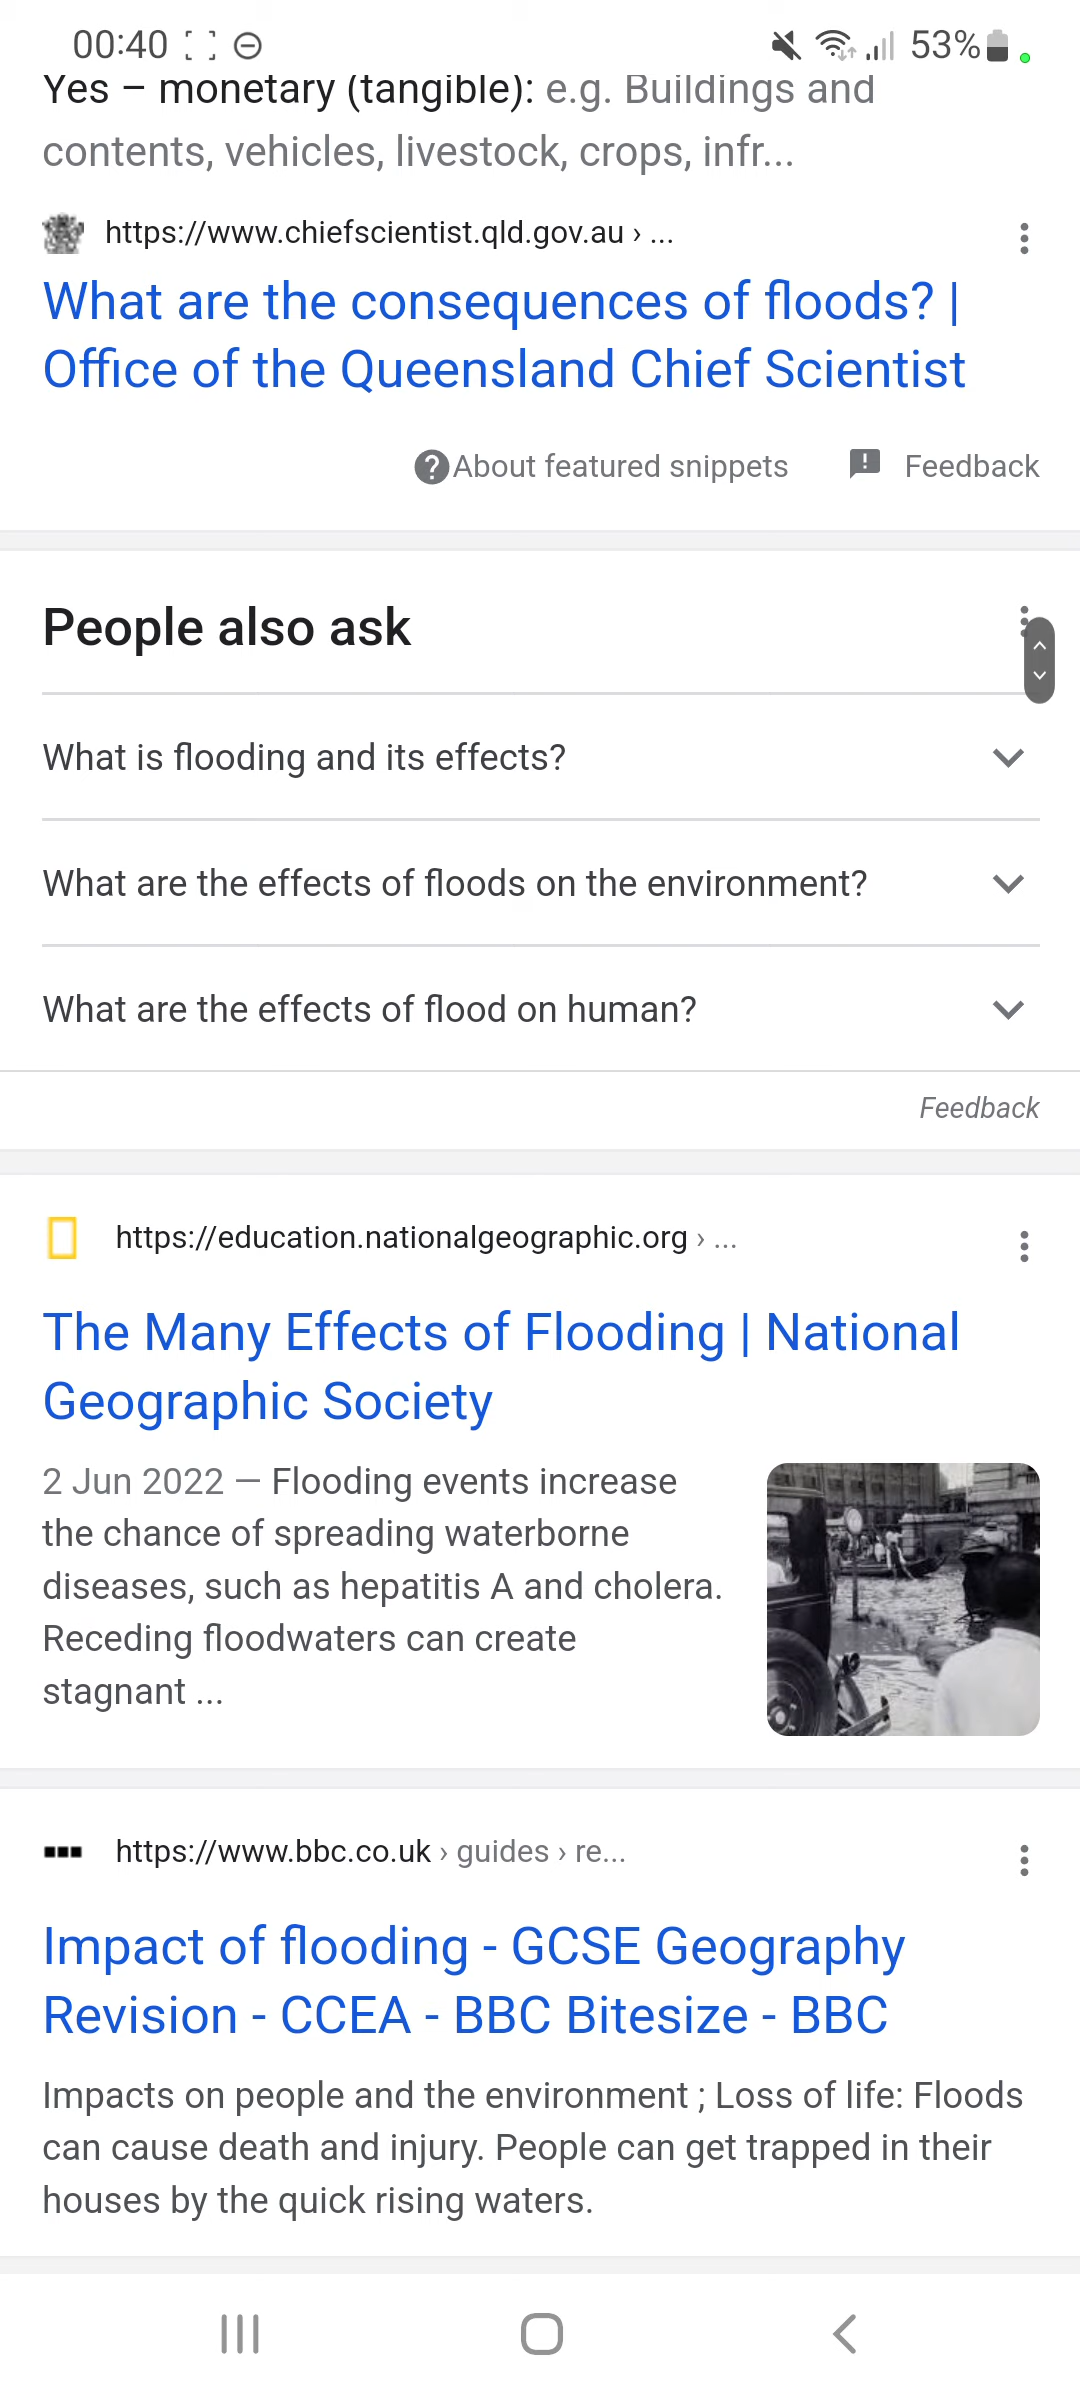 00:40 53%
Yes – monetary (tangible): e.g. Buildings and
contents, vehicles, livestock, crops, infr...
https://www.chiefscientist.qld.gov.au › ...
What are the consequences of floods? |
Office of the Queensland Chief Scientist
About featured snippets Feedback
People also ask
What is flooding and its effects?
What are the effects of floods on the environment?
What are the effects of flood on human?
Feedback
https://education.nationalgeographic.org › ...
The Many Effects of Flooding | National
Geographic Society
2 Jun 2022 — Flooding events increase
the chance of spreading waterborne
diseases, such as hepatitis A and cholera.
Receding floodwaters can create
stagnant ...
https://www.bbc.co.uk › guides › re...
Impact of flooding - GCSE Geography
Revision - CCEA - BBC Bitesize - BBC
Impacts on people and the environment ; Loss of life: Floods
can cause death and injury. People can get trapped in their
houses by the quick rising waters.